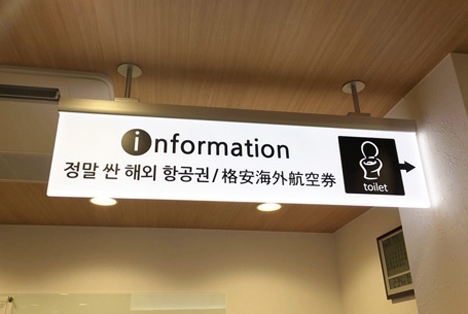 information
정말 싼 해외 항공권/格安海外航空券
toilet